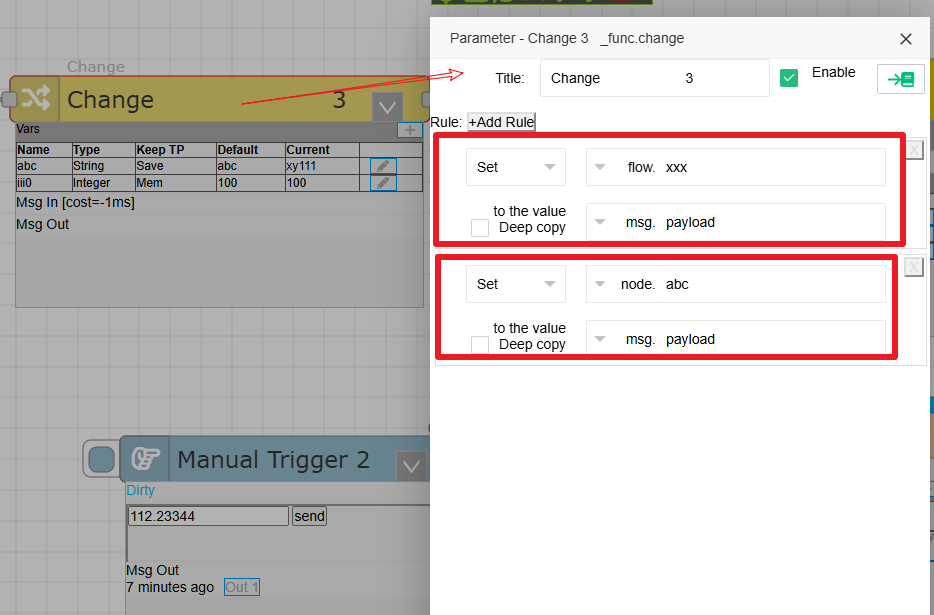 Change
Change 3
Vars
+
Name Type Keep TP Default Current
abc String Save abc xy111
iii0 Integer Mem 100 100
Msg In [cost=-1ms]
Msg Out
Manual Trigger 2
Dirty
112.23344 send
Msg Out
7 minutes ago Out 1
Parameter - Change 3 _func.change
Title: Change 3 Enable
Rule: +Add Rule
X
Set flow. xxx
to the value
Deep copy msg. payload
X
Set node. abc
to the value
Deep copy msg. payload